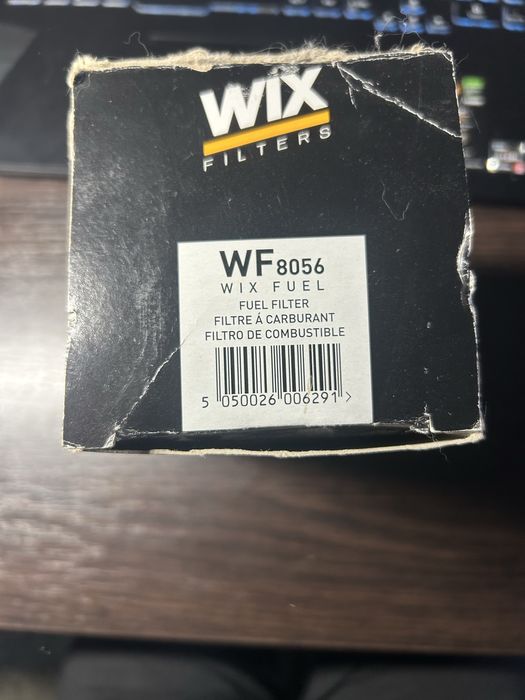 WIX
FILTERS
WF8056
WIX FUEL
FUEL FILTER
FILTRE Á CARBURANT
FILTRO DE COMBUSTIBLE
5 050026 006291 >